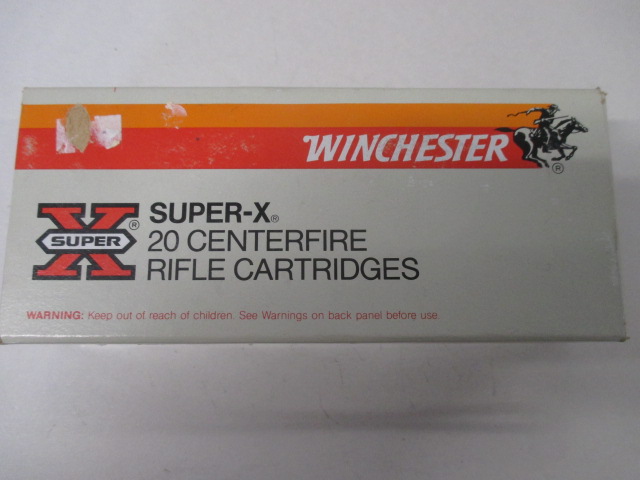 WINCHESTER®
SUPER
X®
SUPER-X®
20 CENTERFIRE
RIFLE CARTRIDGES
WARNING: Keep out of reach of children. See Warnings on back panel before use.